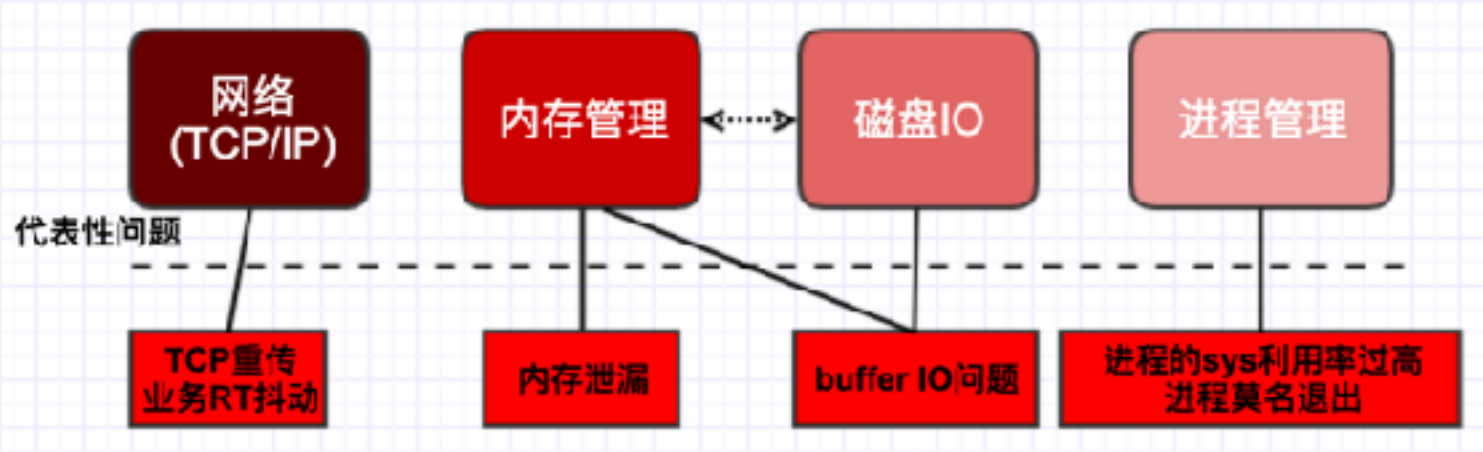 网络
(TCP/IP)
内存管理
磁盘IO
进程管理
代表性问题
TCP重传
业务RT抖动
内存泄漏
buffer IO问题
进程的sys利用率过高
进程莫名退出